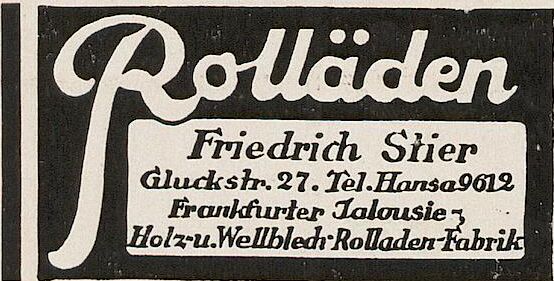 Rolläden
Friedrich Stier
Gluckstr. 27. Tel. Hansa 9612
Frankfurter Jalousie-,
Holz-u. Wellblech-Rolladen-Fabrik